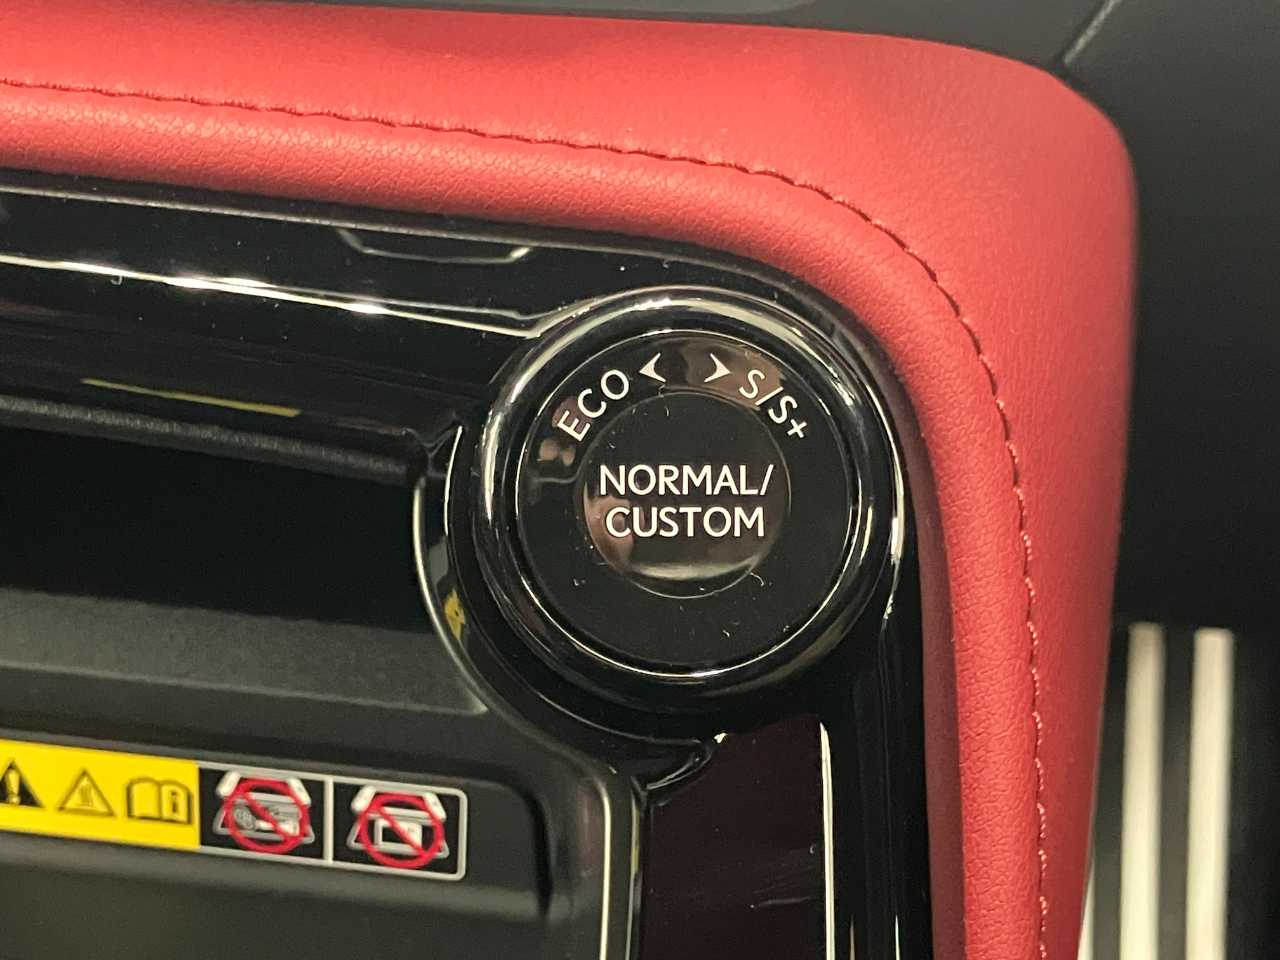 ECO < > S/S+
NORMAL/
CUSTOM